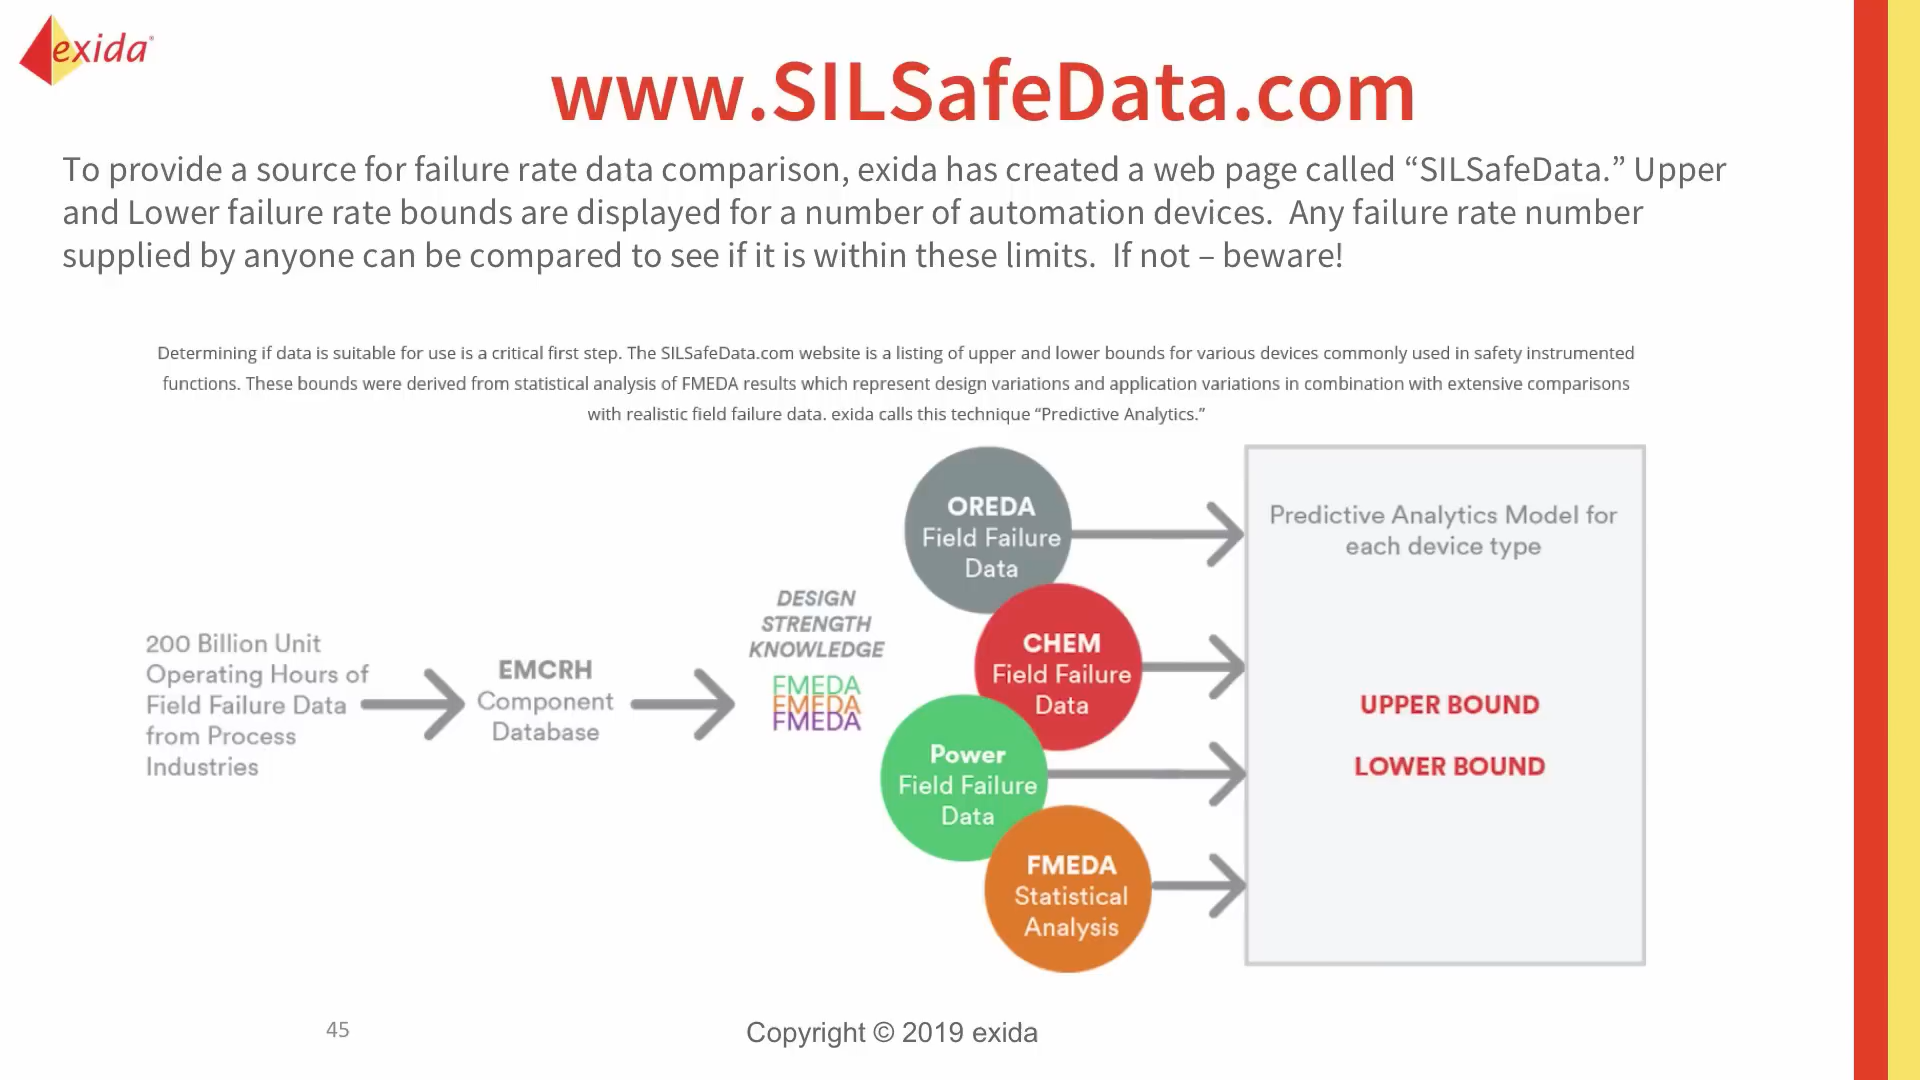 exida
www.SILSafeData.com
To provide a source for failure rate data comparison, exida has created a web page called “SILSafeData.” Upper
and Lower failure rate bounds are displayed for a number of automation devices.  Any failure rate number
supplied by anyone can be compared to see if it is within these limits.  If not – beware!
Determining if data is suitable for use is a critical first step. The SILSafeData.com website is a listing of upper and lower bounds for various devices commonly used in safety instrumented
functions. These bounds were derived from statistical analysis of FMEDA results which represent design variations and application variations in combination with extensive comparisons
with realistic field failure data. exida calls this technique “Predictive Analytics.”
200 Billion Unit
Operating Hours of
Field Failure Data
from Process
Industries
EMCRH
Component
Database
DESIGN
STRENGTH
KNOWLEDGE
FMEDA
FMEDA
FMEDA
OREDA
Field Failure
Data
CHEM
Field Failure
Data
Power
Field Failure
Data
FMEDA
Statistical
Analysis
Predictive Analytics Model for
each device type
UPPER BOUND
LOWER BOUND
45
Copyright © 2019 exida